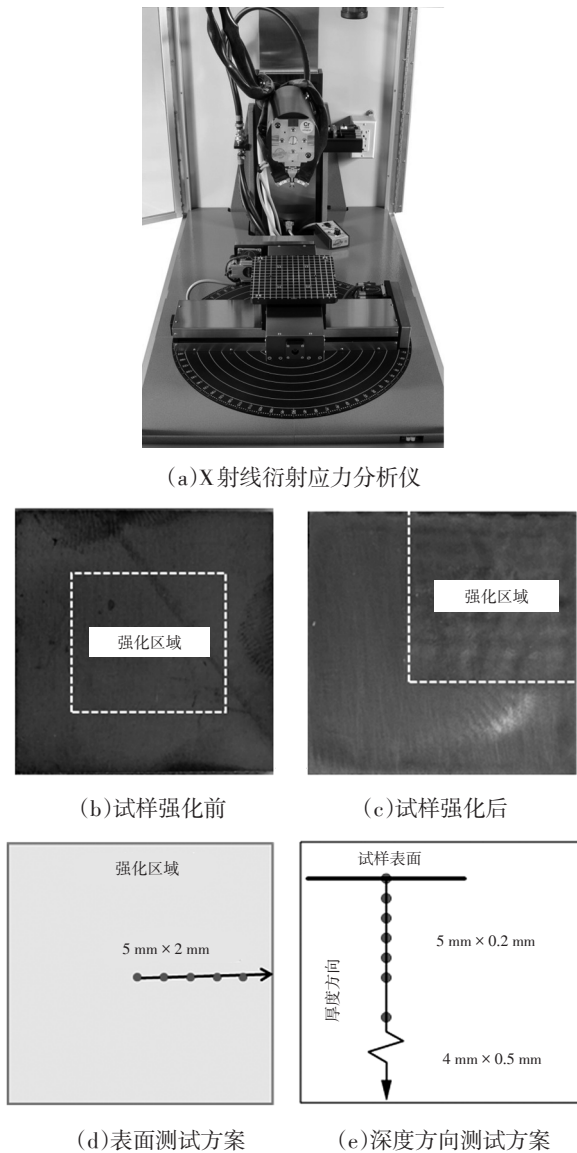 Cr
(a)X射线衍射应力分析仪
强化区域
强化区域
(b)试样强化前
(c)试样强化后
强化区域
5 mm × 2 mm
试样表面
5 mm × 0.2 mm
厚度方向
4 mm × 0.5 mm
(d)表面测试方案
(e)深度方向测试方案